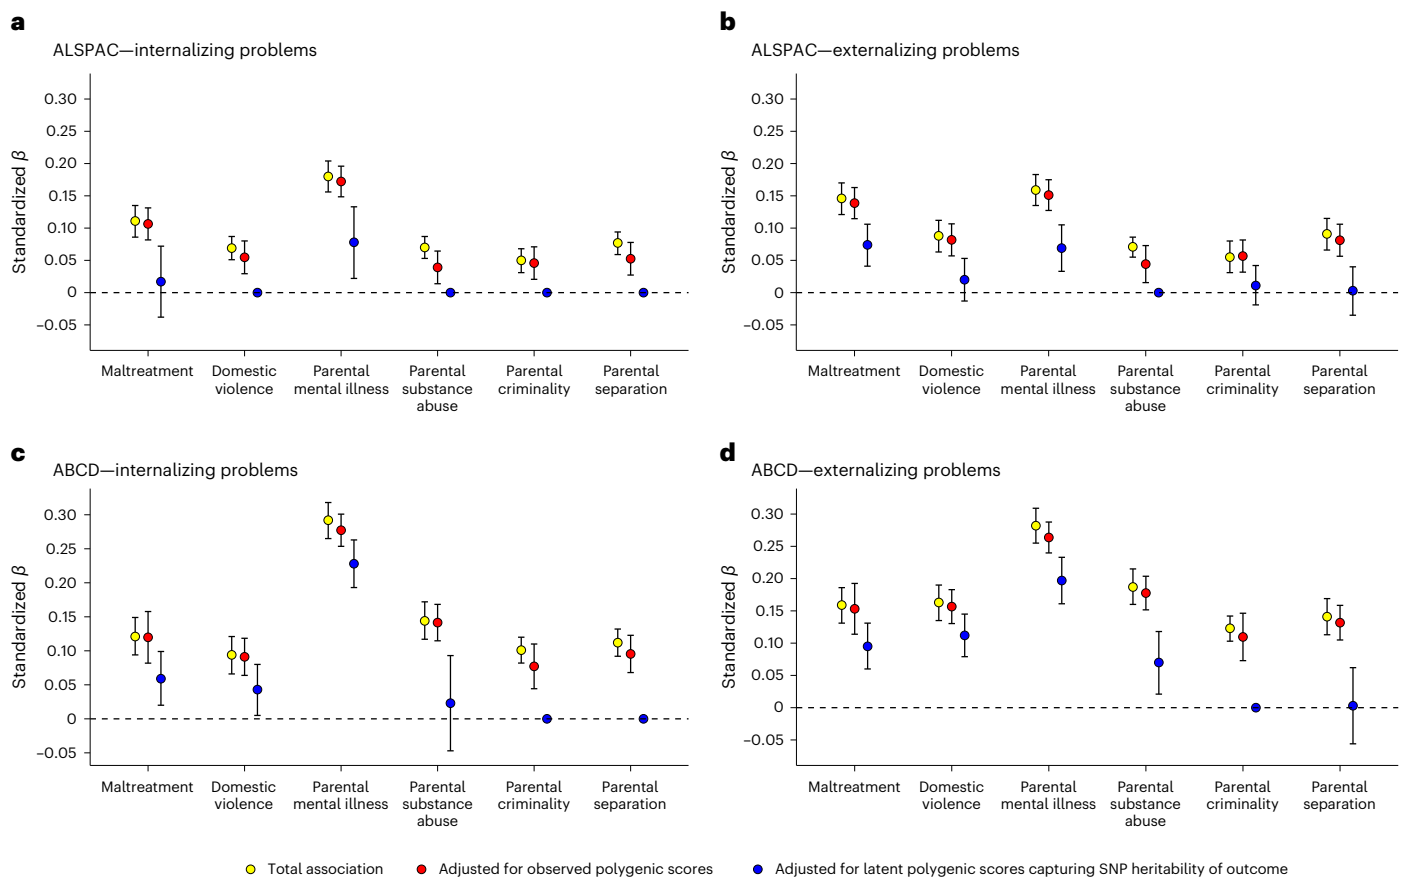 a
ALSPAC—internalizing problems
Standardized β
0.30
0.25
0.20
0.15
0.10
0.05
0
–0.05
Maltreatment
Domestic
violence
Parental
mental illness
Parental
substance
abuse
Parental
criminality
Parental
separation
b
ALSPAC—externalizing problems
Standardized β
0.30
0.25
0.20
0.15
0.10
0.05
0
–0.05
Maltreatment
Domestic
violence
Parental
mental illness
Parental
substance
abuse
Parental
criminality
Parental
separation
c
ABCD—internalizing problems
Standardized β
0.30
0.25
0.20
0.15
0.10
0.05
0
–0.05
Maltreatment
Domestic
violence
Parental
mental illness
Parental
substance
abuse
Parental
criminality
Parental
separation
d
ABCD—externalizing problems
Standardized β
0.30
0.25
0.20
0.15
0.10
0.05
0
–0.05
Maltreatment
Domestic
violence
Parental
mental illness
Parental
substance
abuse
Parental
criminality
Parental
separation
Total association
Adjusted for observed polygenic scores
Adjusted for latent polygenic scores capturing SNP heritability of outcome